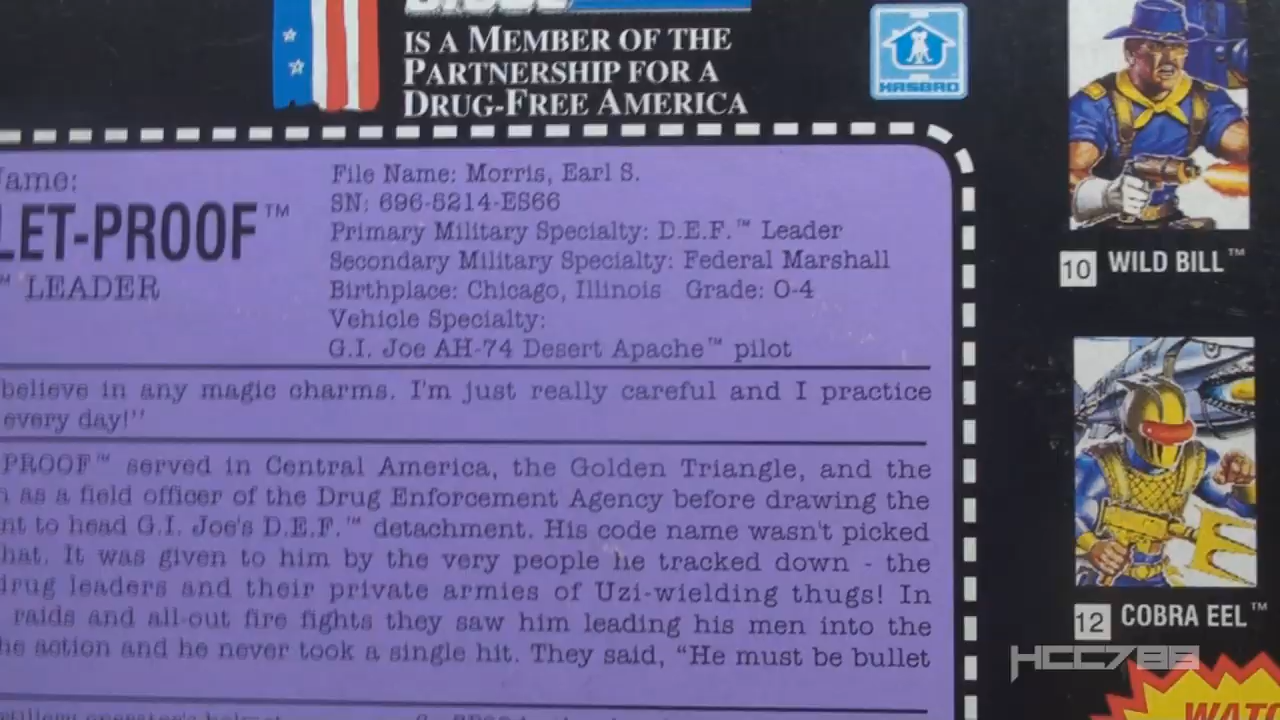 IS A MEMBER OF THE
PARTNERSHIP FOR A
DRUG-FREE AMERICA
HASBRO
File Name: Morris, Earl S.
SN: 696-5214-ES66
LET-PROOF™
Primary Military Specialty: D.E.F.™ Leader
Secondary Military Specialty: Federal Marshall
™ LEADER
Birthplace: Chicago, Illinois Grade: O-4
Vehicle Specialty:
G.I. Joe AH-74 Desert Apache™ pilot
believe in any magic charms. I'm just really careful and I practice
every day!"
PROOF™ served in Central America, the Golden Triangle, and the
as a field officer of the Drug Enforcement Agency before drawing the
nt to head G.I. Joe's D.E.F.™ detachment. His code name wasn't picked
hat. It was given to him by the very people he tracked down - the
drug leaders and their private armies of Uzi-wielding thugs! In
raids and all-out fire fights they saw him leading his men into the
he action and he never took a single hit. They said, "He must be bullet
10 WILD BILL™
12 COBRA EEL™
HCC788